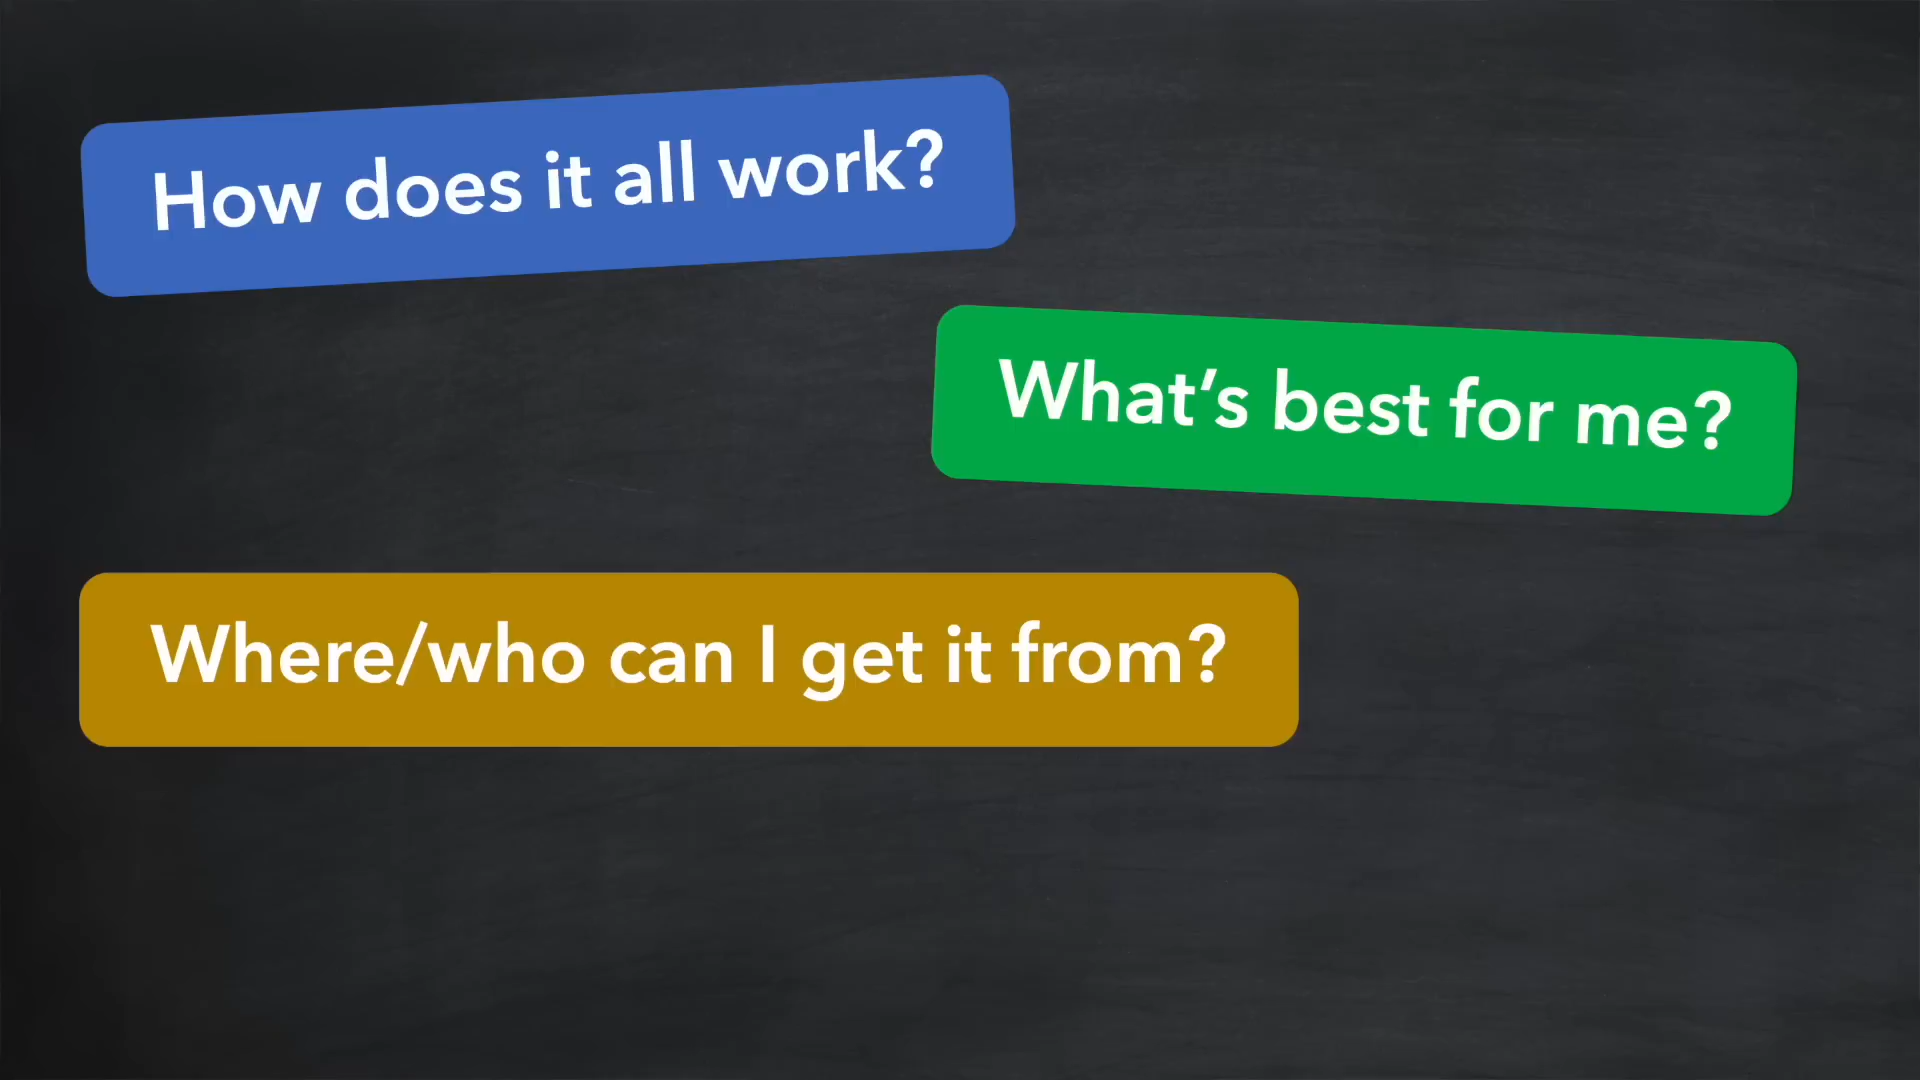 How does it all work?
What’s best for me?
Where/who can I get it from?